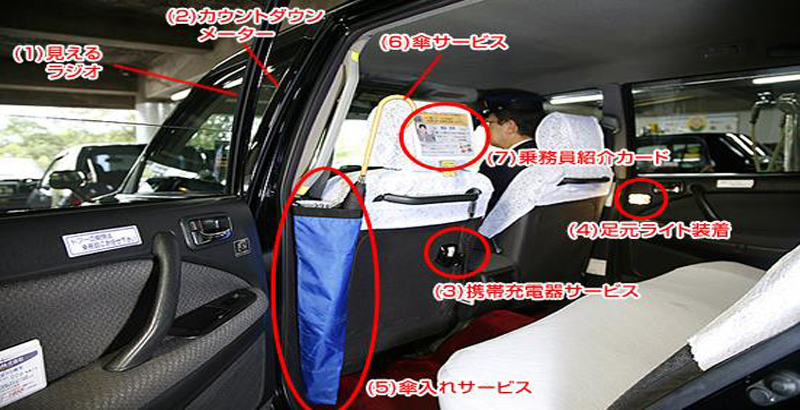 (1)見える
ラジオ
(2)カウントダウン
メーター
(6)傘サービス
(7)乗務員紹介カード
(4)足元ライト装着
(3)携帯充電器サービス
(5)傘入れサービス